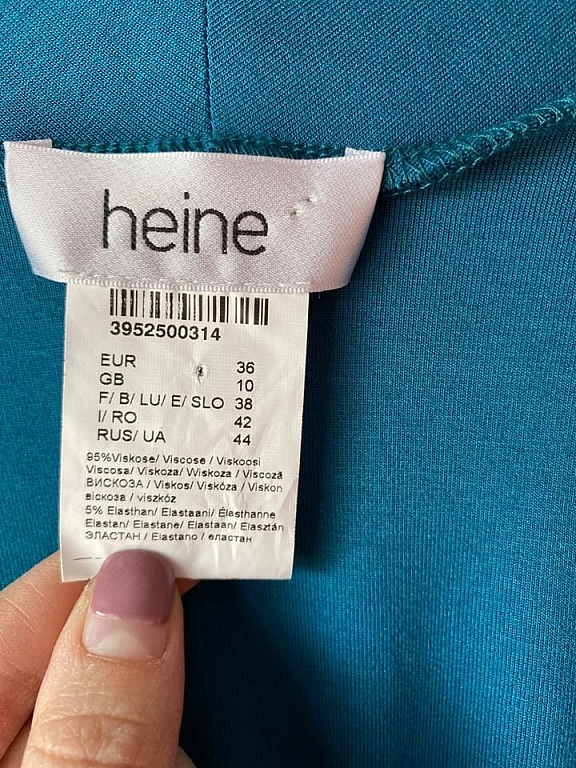 heine
3952500314
EUR 36
GB 10
F/ B/ LU/ E/ SLO 38
I/ RO 42
RUS/ UA 44
95%Viskose/ Viscose / Viskoosi
Viscosa/ Viskoza/ Wiskoza / Viscoză
ВИСКОЗА / Viskos/ Viskóza / Viskon
віскоза / viszkóz
5% Elasthan/ Elastaani/ Élasthanne
Elastan/ Elastane/ Elastaan/ Elasztán
ЭЛАСТАН / Elastano / еластан